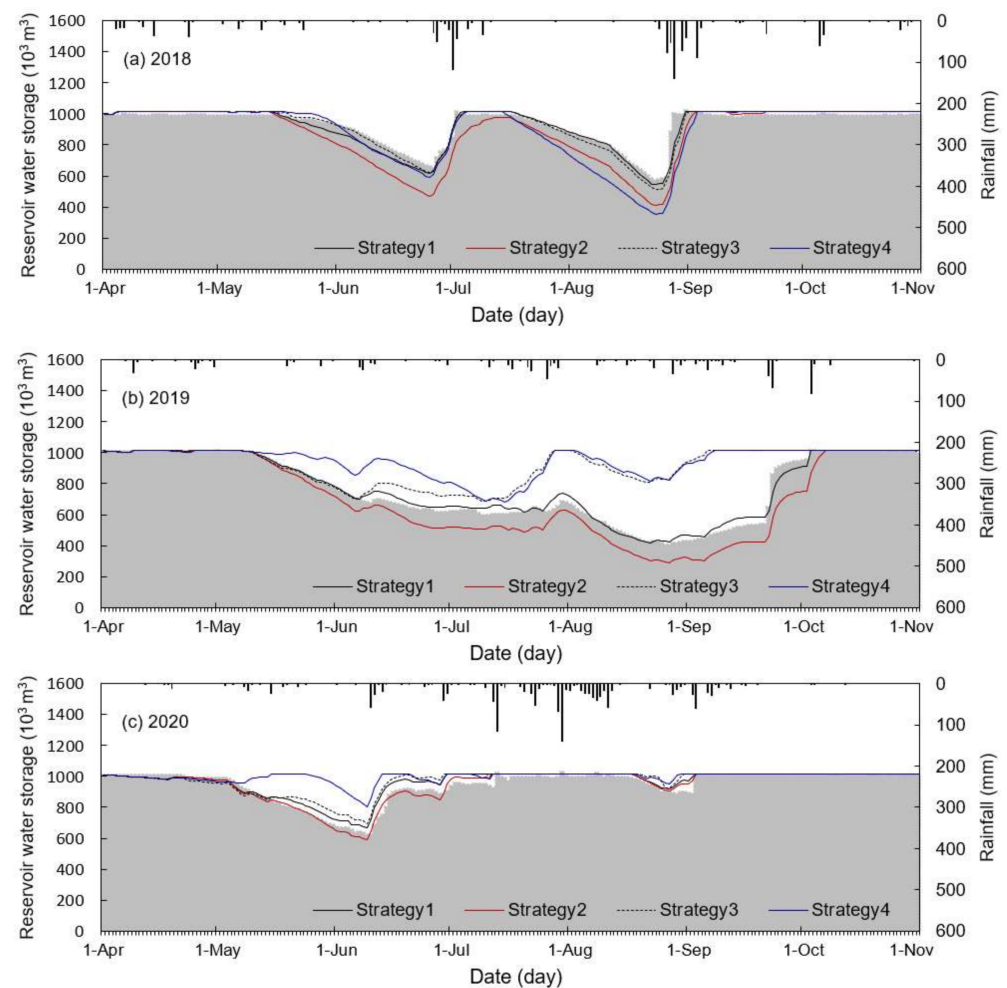 Reservoir water storage (10³ m³)
1600
1400
1200
1000
800
600
400
200
0
(a) 2018
Strategy1 Strategy2 Strategy3 Strategy4
0
100
200
300
400
500
600
Rainfall (mm)
1-Apr 1-May 1-Jun 1-Jul 1-Aug 1-Sep 1-Oct 1-Nov
Date (day)
Reservoir water storage (10³ m³)
1600
1400
1200
1000
800
600
400
200
0
(b) 2019
Strategy1 Strategy2 Strategy3 Strategy4
0
100
200
300
400
500
600
Rainfall (mm)
1-Apr 1-May 1-Jun 1-Jul 1-Aug 1-Sep 1-Oct 1-Nov
Date (day)
Reservoir water storage (10³ m³)
1600
1400
1200
1000
800
600
400
200
0
(c) 2020
Strategy1 Strategy2 Strategy3 Strategy4
0
100
200
300
400
500
600
Rainfall (mm)
1-Apr 1-May 1-Jun 1-Jul 1-Aug 1-Sep 1-Oct 1-Nov
Date (day)